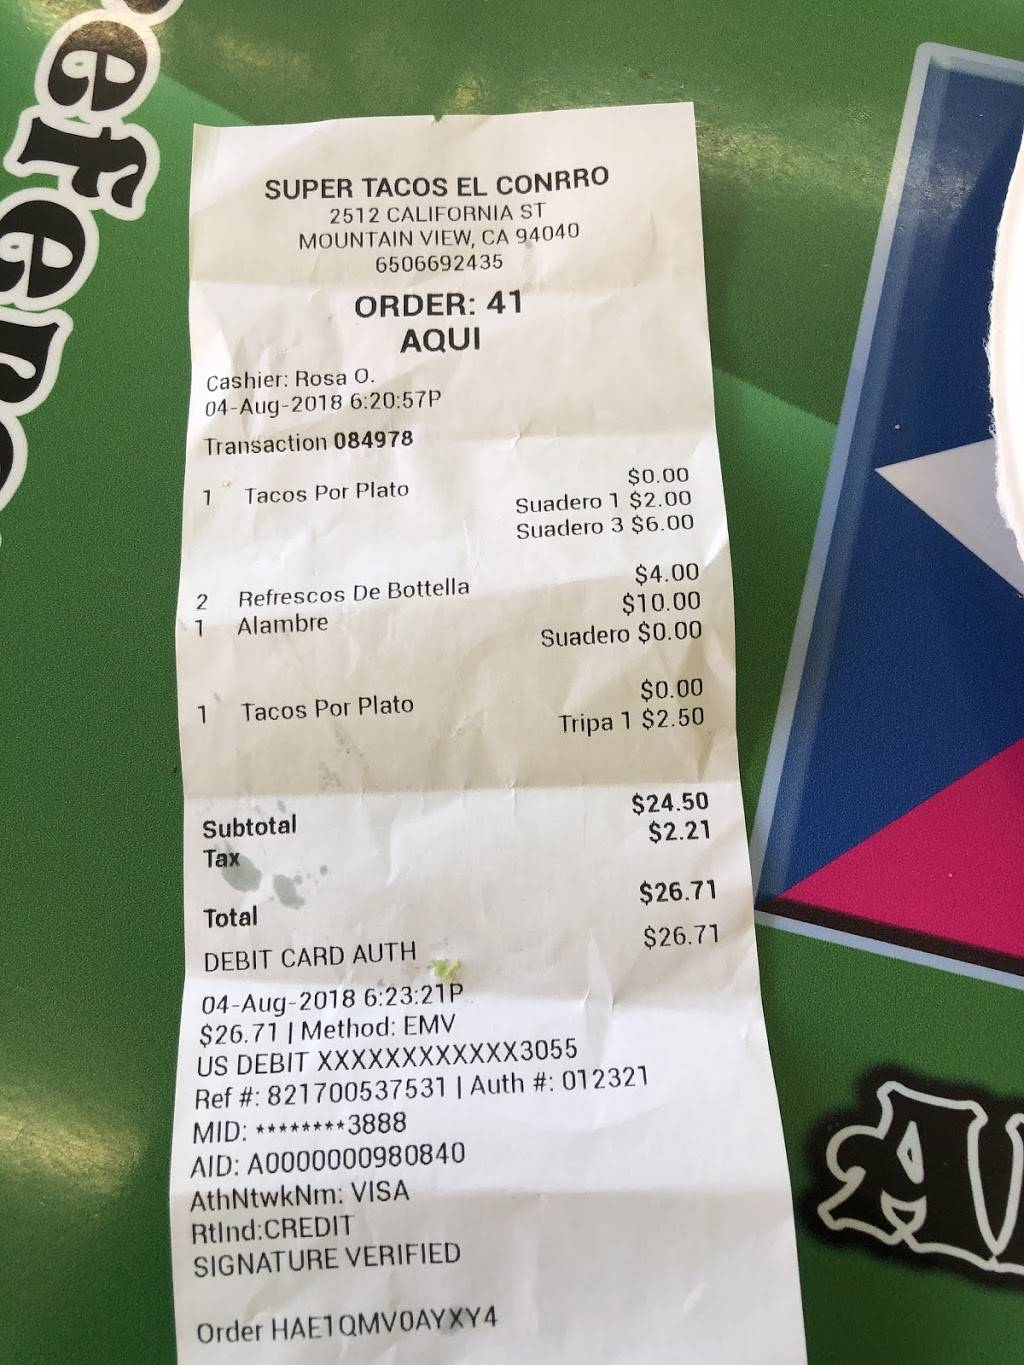 SUPER TACOS EL CONRRO
2512 CALIFORNIA ST
MOUNTAIN VIEW, CA 94040
6506692435
ORDER: 41
AQUI
Cashier: Rosa O.
04-Aug-2018 6:20:57P
Transaction 084978
1 Tacos Por Plato $0.00
Suadero 1 $2.00
Suadero 3 $6.00
2 Refrescos De Bottella $4.00
1 Alambre $10.00
Suadero $0.00
1 Tacos Por Plato $0.00
Tripa 1 $2.50
Subtotal $24.50
Tax $2.21
Total $26.71
DEBIT CARD AUTH $26.71
04-Aug-2018 6:23:21P
$26.71 | Method: EMV
US DEBIT XXXXXXXXXXXX3055
Ref #: 821700537531 | Auth #: 012321
MID: ********3888
AID: A0000000980840
AthNtwkNm: VISA
RtInd:CREDIT
SIGNATURE VERIFIED
Order HAE1QMV0AYXY4